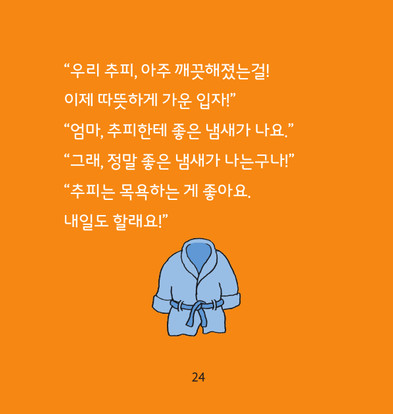 “우리 추피, 아주 깨끗해졌는걸!
이제 따뜻하게 가운 입자!”
“엄마, 추피한테 좋은 냄새가 나요.”
“그래, 정말 좋은 냄새가 나는구나!”
“추피는 목욕하는 게 좋아요.
내일도 할래요!”
24